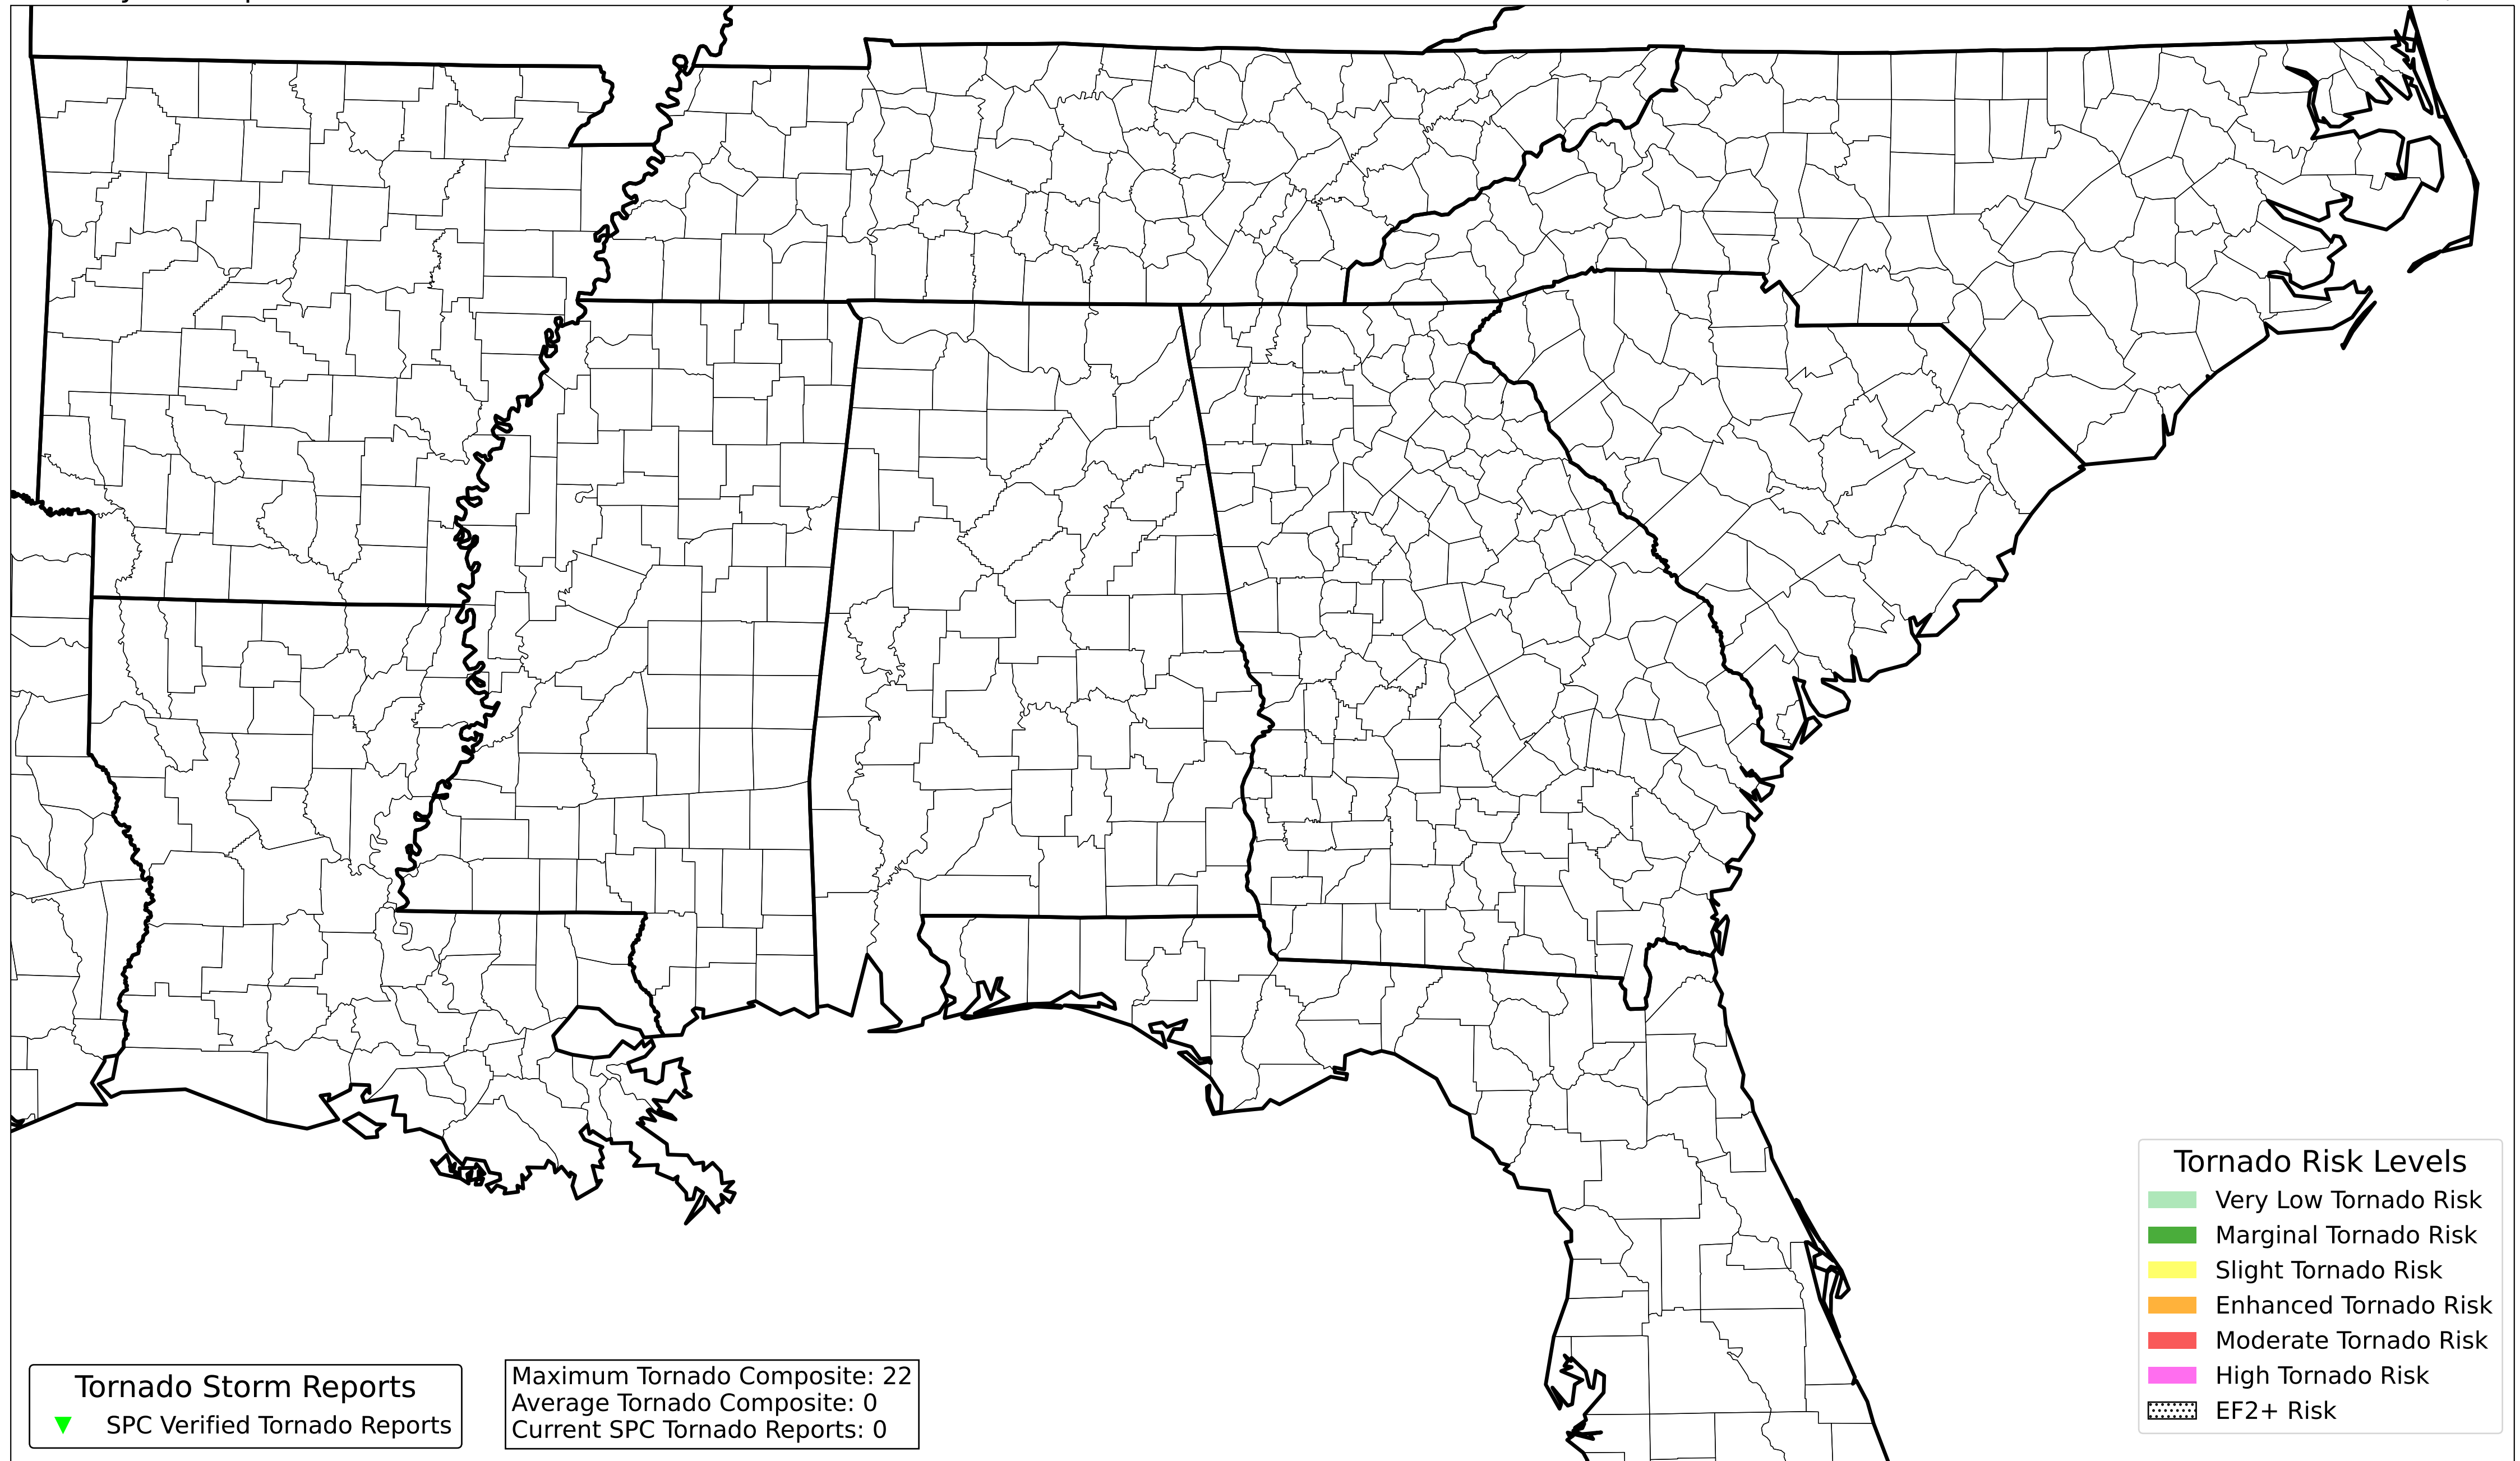 Tornado Risk Levels
Very Low Tornado Risk
Marginal Tornado Risk
Slight Tornado Risk
Enhanced Tornado Risk
Moderate Tornado Risk
High Tornado Risk
EF2+ Risk
Tornado Storm Reports
SPC Verified Tornado Reports
Maximum Tornado Composite: 22
Average Tornado Composite: 0
Current SPC Tornado Reports: 0